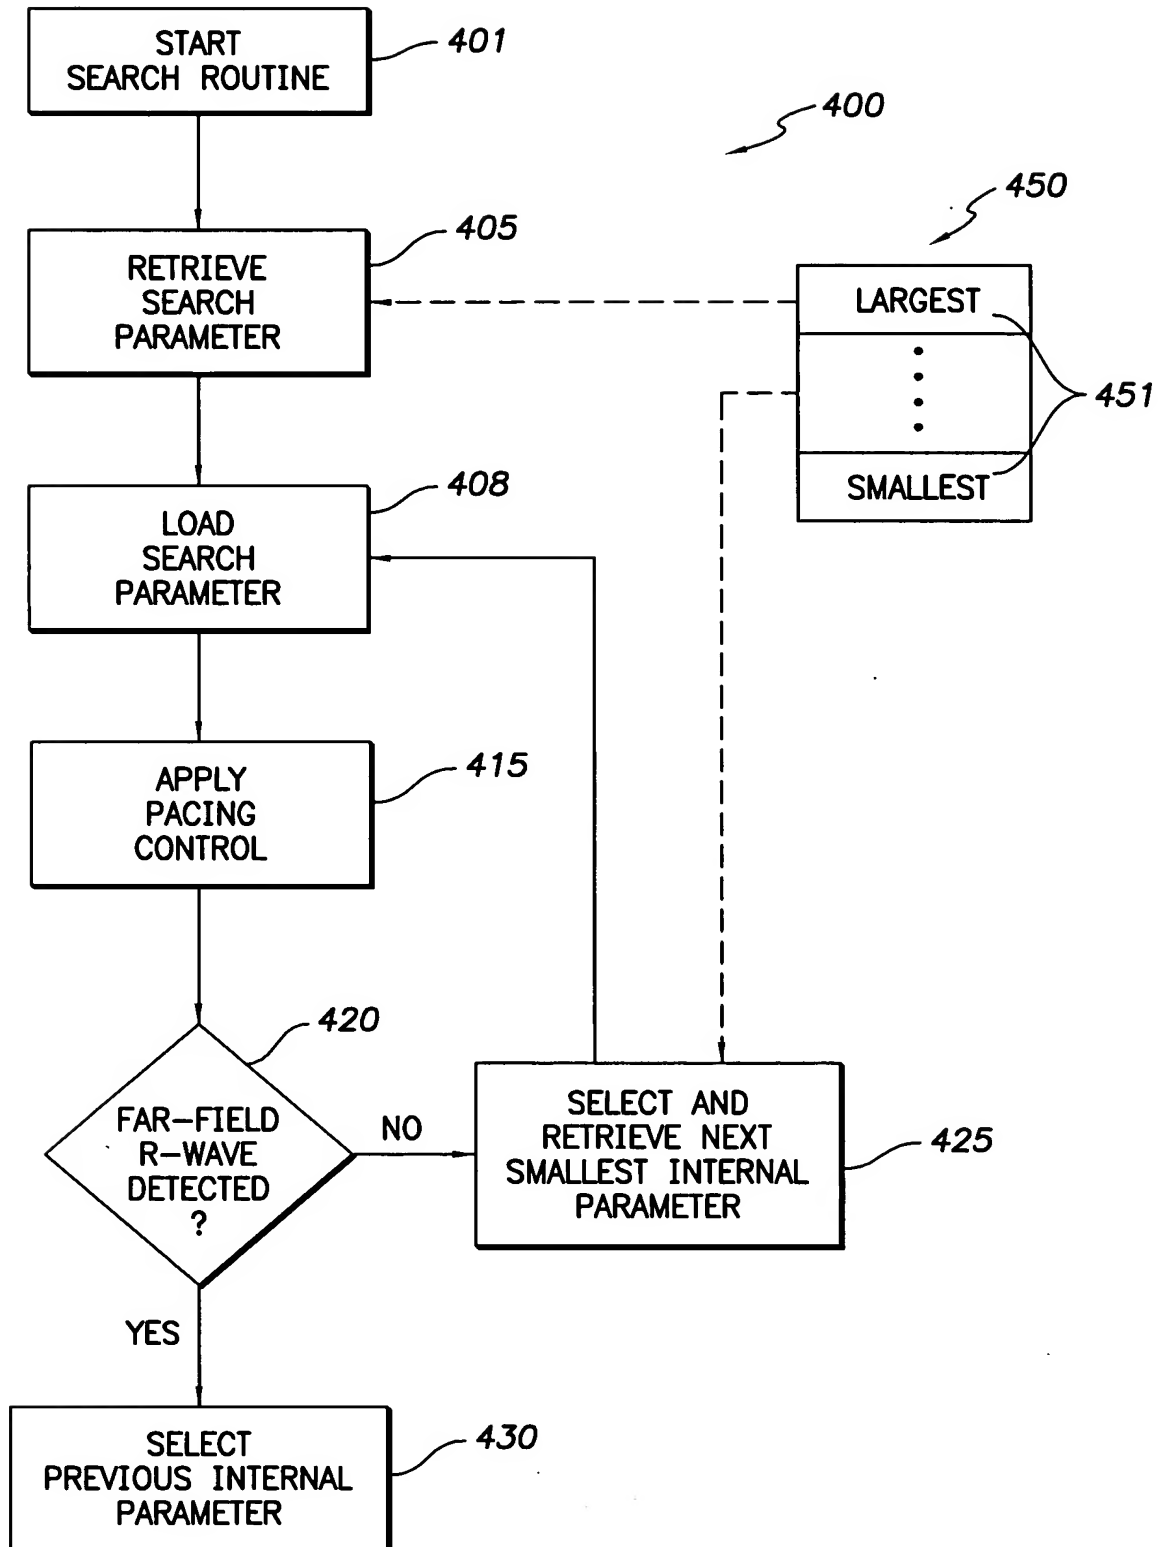 START
SEARCH ROUTINE
401
400
450
RETRIEVE
SEARCH
PARAMETER
405
LARGEST
451
SMALLEST
LOAD
SEARCH
PARAMETER
408
APPLY
PACING
CONTROL
415
FAR-FIELD
R-WAVE
DETECTED
?
420
NO
SELECT AND
RETRIEVE NEXT
SMALLEST INTERNAL
PARAMETER
425
YES
SELECT
PREVIOUS INTERNAL
PARAMETER
430